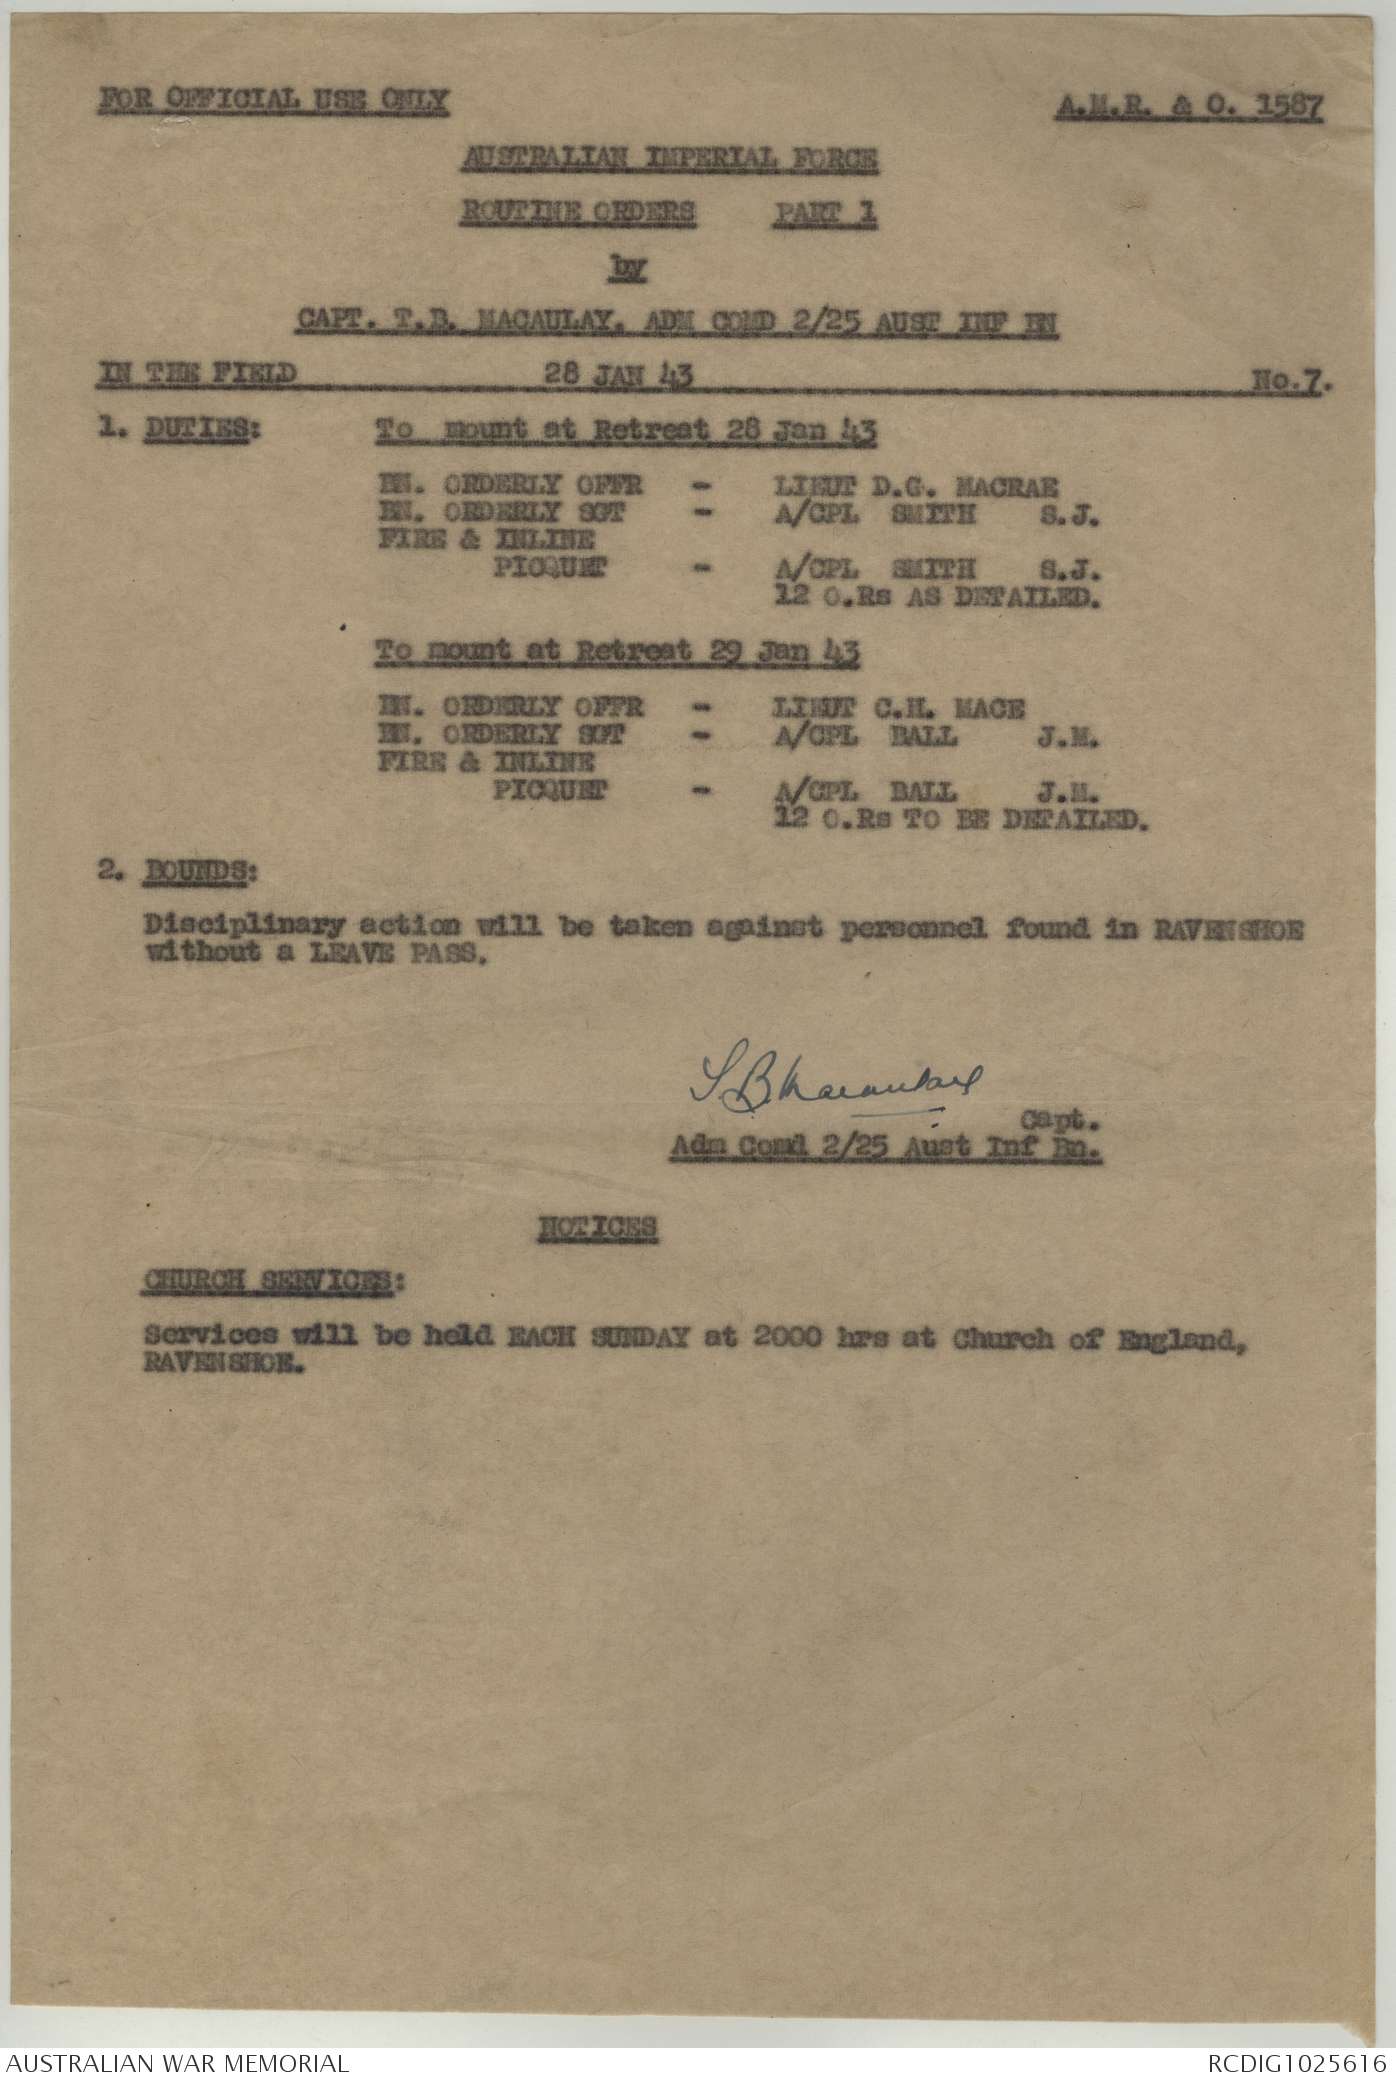 FOR OFFICIAL USE ONLY A.M.R. & O. 1587
AUSTRALIAN IMPERIAL FORCE
ROUTINE ORDERS PART 1
by
CAPT. T.B. MACAULAY. ADM COMD 2/25 AUST INF BN
IN THE FIELD 28 JAN 43 No.7.
1. DUTIES: To mount at Retreat 28 Jan 43
BN. ORDERLY OFFR - LIEUT D.G. MACRAE
BN. ORDERLY SGT - A/CPL SMITH S.J.
FIRE & INLINE
PICQUET - A/CPL SMITH S.J.
12 O.Rs AS DETAILED.
To mount at Retreat 29 Jan 43
BN. ORDERLY OFFR - LIEUT C.H. MACE
BN. ORDERLY SGT - A/CPL BALL J.M.
FIRE & INLINE
PICQUET - A/CPL BALL J.M.
12 O.Rs TO BE DETAILED.
2. BOUNDS:
Disciplinary action will be taken against personnel found in RAVENSHOE
without a LEAVE PASS.
T.B. Macaulay
Capt.
Adm Comd 2/25 Aust Inf Bn.
NOTICES
CHURCH SERVICES:
Services will be held EACH SUNDAY at 2000 hrs at Church of England,
RAVENSHOE.
AUSTRALIAN WAR MEMORIAL RCDIG1025616